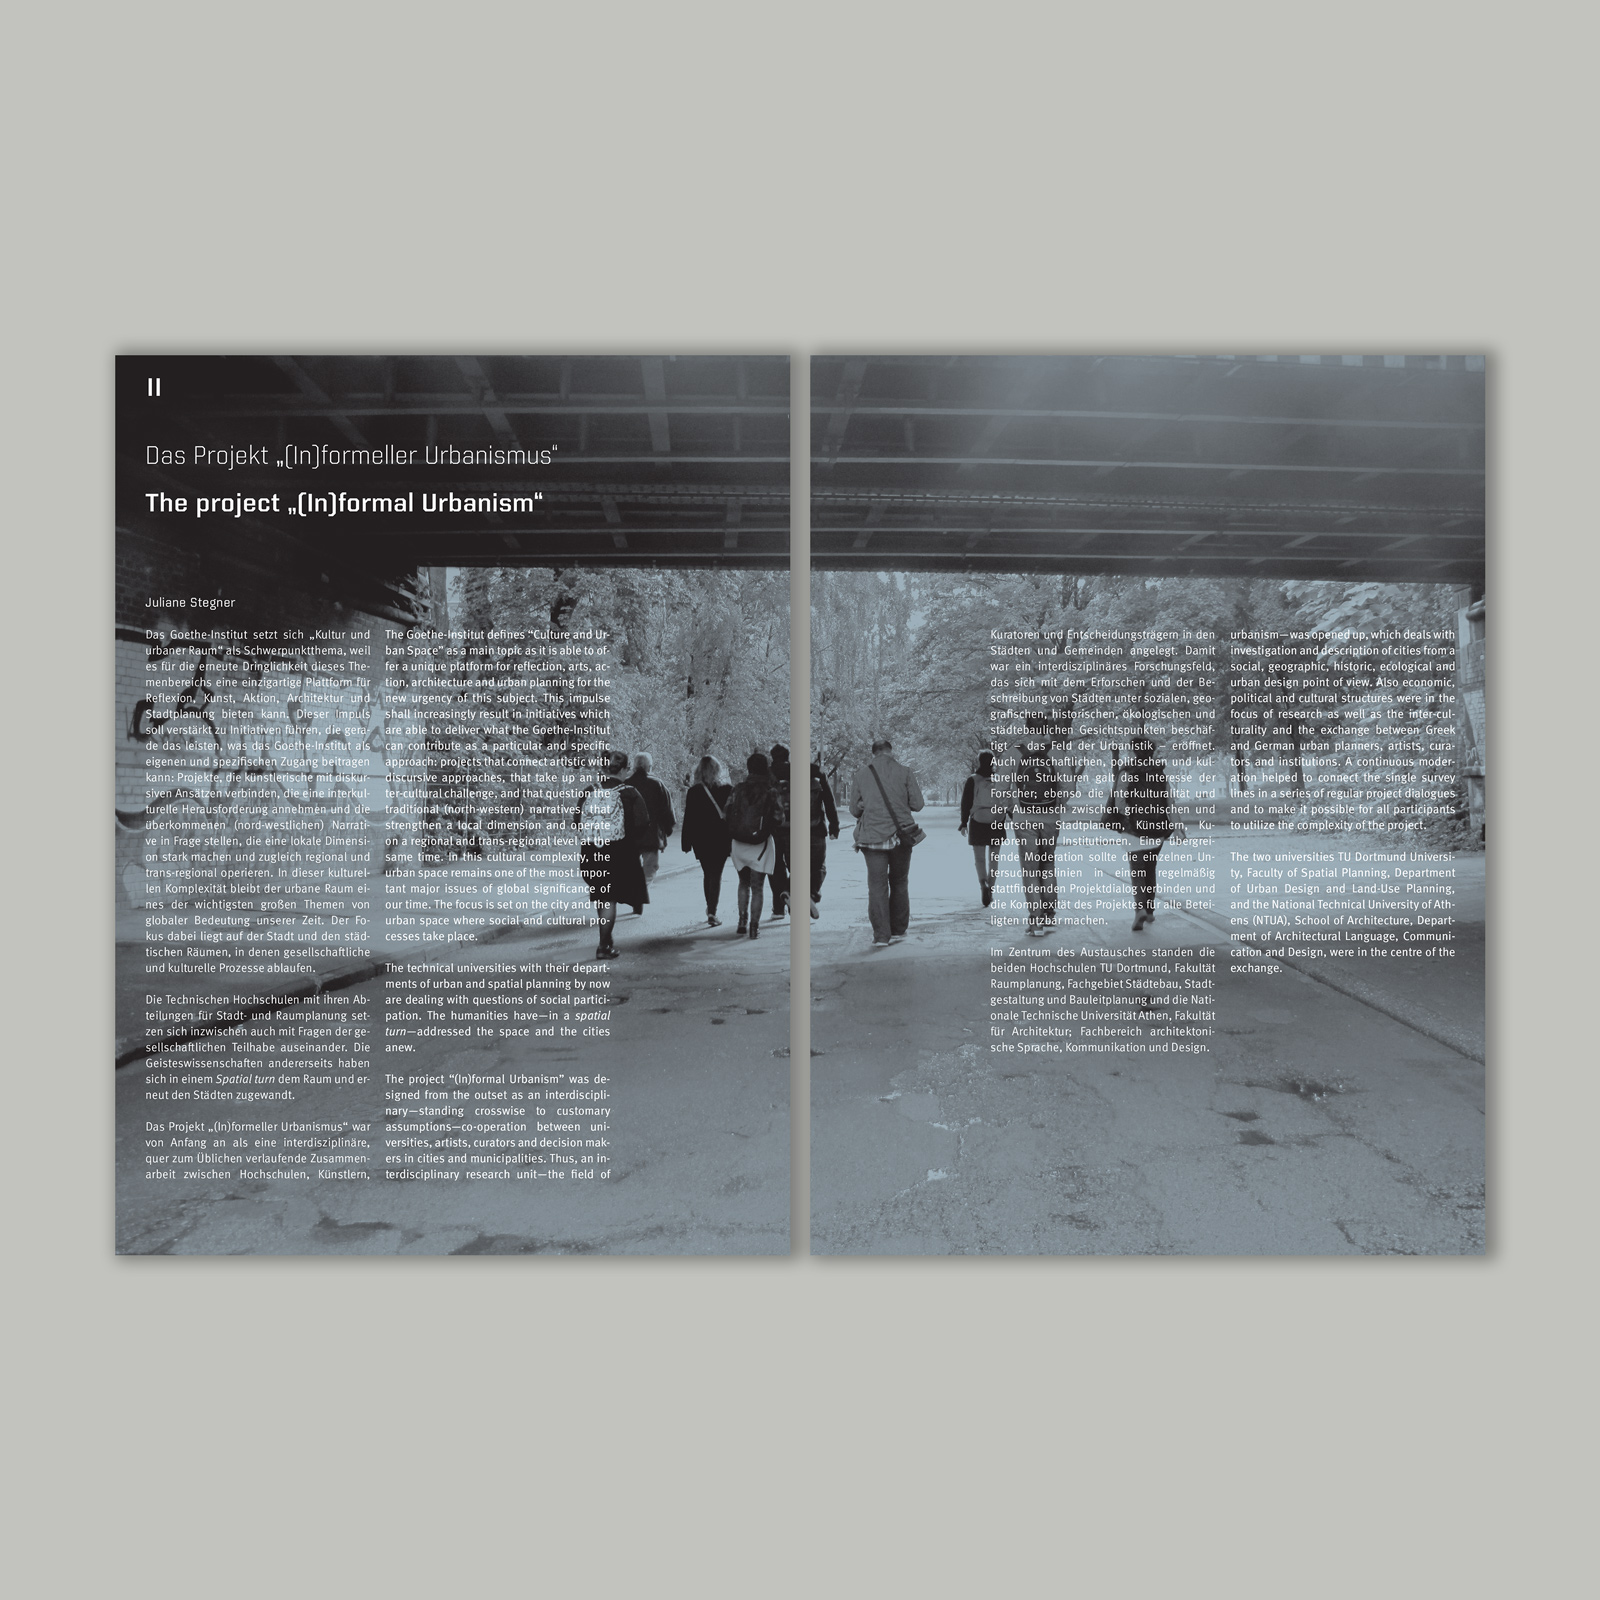 II
Das Projekt „(In)formeller Urbanismus“
The project „(In)formal Urbanism“
Juliane Stegner
Das Goethe-Institut setzt sich „Kultur und
urbaner Raum“ als Schwerpunktthema, weil
es für die erneute Dringlichkeit dieses The-
menbereichs eine einzigartige Plattform für
Reflexion, Kunst, Aktion, Architektur und
Stadtplanung bieten kann. Dieser Impuls
soll verstärkt zu Initiativen führen, die gera-
de das leisten, was das Goethe-Institut als
eigenen und spezifischen Zugang beitragen
kann: Projekte, die künstlerische mit diskur-
siven Ansätzen verbinden, die eine interkul-
turelle Herausforderung annehmen und die
überkommenen (nord-westlichen) Narrati-
ve in Frage stellen, die eine lokale Dimensi-
on stark machen und zugleich regional und
trans-regional operieren. In dieser kulturel-
len Komplexität bleibt der urbane Raum ei-
nes der wichtigsten großen Themen von
globaler Bedeutung unserer Zeit. Der Fo-
kus dabei liegt auf der Stadt und den städ-
tischen Räumen, in denen gesellschaftliche
und kulturelle Prozesse ablaufen.
Die Technischen Hochschulen mit ihren Ab-
teilungen für Stadt- und Raumplanung set-
zen sich inzwischen auch mit Fragen der ge-
sellschaftlichen Teilhabe auseinander. Die
Geisteswissenschaften andererseits haben
sich in einem Spatial turn dem Raum und er-
neut den Städten zugewandt.
Das Projekt „(In)formeller Urbanismus“ war
von Anfang an als eine interdisziplinäre,
quer zum Üblichen verlaufende Zusammen-
arbeit zwischen Hochschulen, Künstlern,
The Goethe-Institut defines “Culture and Ur-
ban Space“ as a main topic as it is able to of-
fer a unique platform for reflection, arts, ac-
tion, architecture and urban planning for the
new urgency of this subject. This impulse
shall increasingly result in initiatives which
are able to deliver what the Goethe-Institut
can contribute as a particular and specific
approach: projects that connect artistic with
discursive approaches, that take up an in-
ter-cultural challenge, and that question the
traditional (north-western) narratives, that
strengthen a local dimension and operate
on a regional and trans-regional level at the
same time. In this cultural complexity, the
urban space remains one of the most impor-
tant major issues of global significance of
our time. The focus is set on the city and the
urban space where social and cultural pro-
cesses take place.
The technical universities with their depart-
ments of urban and spatial planning by now
are dealing with questions of social partici-
pation. The humanities have—in a spatial
turn—addressed the space and the cities
anew.
The project “(In)formal Urbanism” was de-
signed from the outset as an interdiscipli-
nary—standing crosswise to customary
assumptions—co-operation between uni-
versities, artists, curators and decision mak-
ers in cities and municipalities. Thus, an in-
terdisciplinary research unit—the field of
Kuratoren und Entscheidungsträgern in den
Städten und Gemeinden angelegt. Damit
war ein interdisziplinäres Forschungsfeld,
das sich mit dem Erforschen und der Be-
schreibung von Städten unter sozialen, geo-
grafischen, historischen, ökologischen und
städtebaulichen Gesichtspunkten beschäf-
tigt – das Feld der Urbanistik – eröffnet.
Auch wirtschaftlichen, politischen und kul-
turellen Strukturen galt das Interesse der
Forscher; ebenso die Interkulturalität und
der Austausch zwischen griechischen und
deutschen Stadtplanern, Künstlern, Ku-
ratoren und Institutionen. Eine übergrei-
fende Moderation sollte die einzelnen Un-
tersuchungslinien in einem regelmäßig
stattfindenden Projektdialog verbinden und
die Komplexität des Projektes für alle Betei-
ligten nutzbar machen.
Im Zentrum des Austausches standen die
beiden Hochschulen TU Dortmund, Fakultät
Raumplanung, Fachgebiet Städtebau, Stadt-
gestaltung und Bauleitplanung und die Nati-
onale Technische Universität Athen, Fakultät
für Architektur; Fachbereich architektoni-
sche Sprache, Kommunikation und Design.
urbanism—was opened up, which deals with
investigation and description of cities from a
social, geographic, historic, ecological and
urban design point of view. Also economic,
political and cultural structures were in the
focus of research as well as the inter-cul-
turality and the exchange between Greek
and German urban planners, artists, cura-
tors and institutions. A continuous moder-
ation helped to connect the single survey
lines in a series of regular project dialogues
and to make it possible for all participants
to utilize the complexity of the project.
The two universities TU Dortmund Universi-
ty, Faculty of Spatial Planning, Department
of Urban Design and Land-Use Planning,
and the National Technical University of Ath-
ens (NTUA), School of Architecture, Depart-
ment of Architectural Language, Communi-
cation and Design, were in the centre of the
exchange.